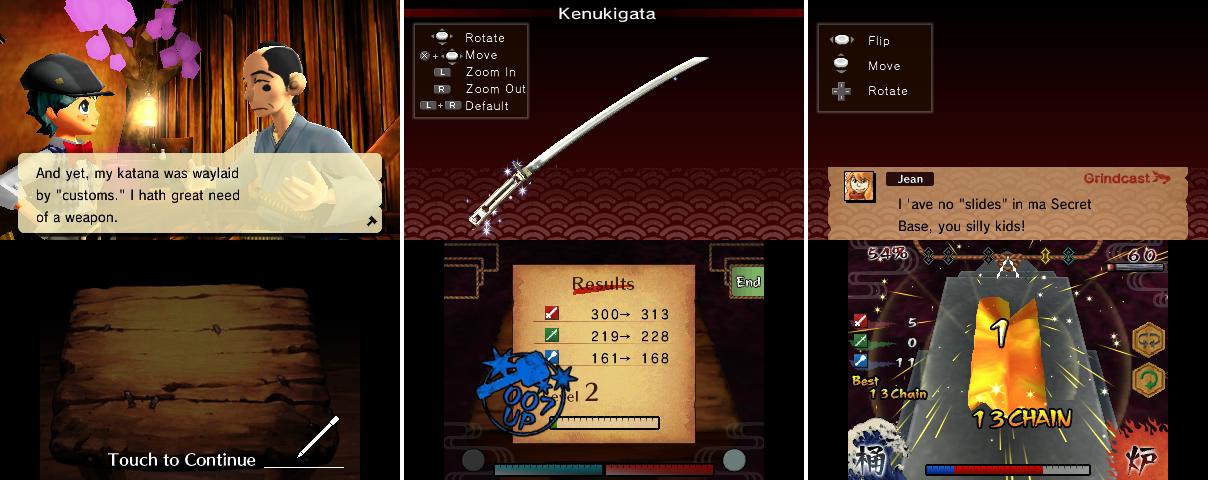 And yet, my katana was waylaid
by "customs." I hath great need
of a weapon.
Touch to Continue
Kenukigata
Rotate
+ Move
L Zoom In
R Zoom Out
L + R Default
Results
300→ 313
219→ 228
161→ 168
Level 2
UP
End
Flip
Move
Rotate
Jean Grindcast
I 'ave no "slides" in ma Secret
Base, you silly kids!
54% 60
5
0
11
Best
13 Chain
1
13 CHAIN
桶 炉